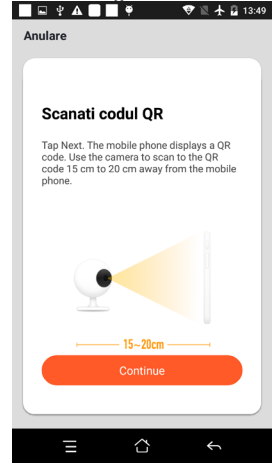 13:49
Anulare
Scanati codul QR
Tap Next. The mobile phone displays a QR
code. Use the camera to scan to the QR
code 15 cm to 20 cm away from the mobile
phone.
15~20cm
Continue